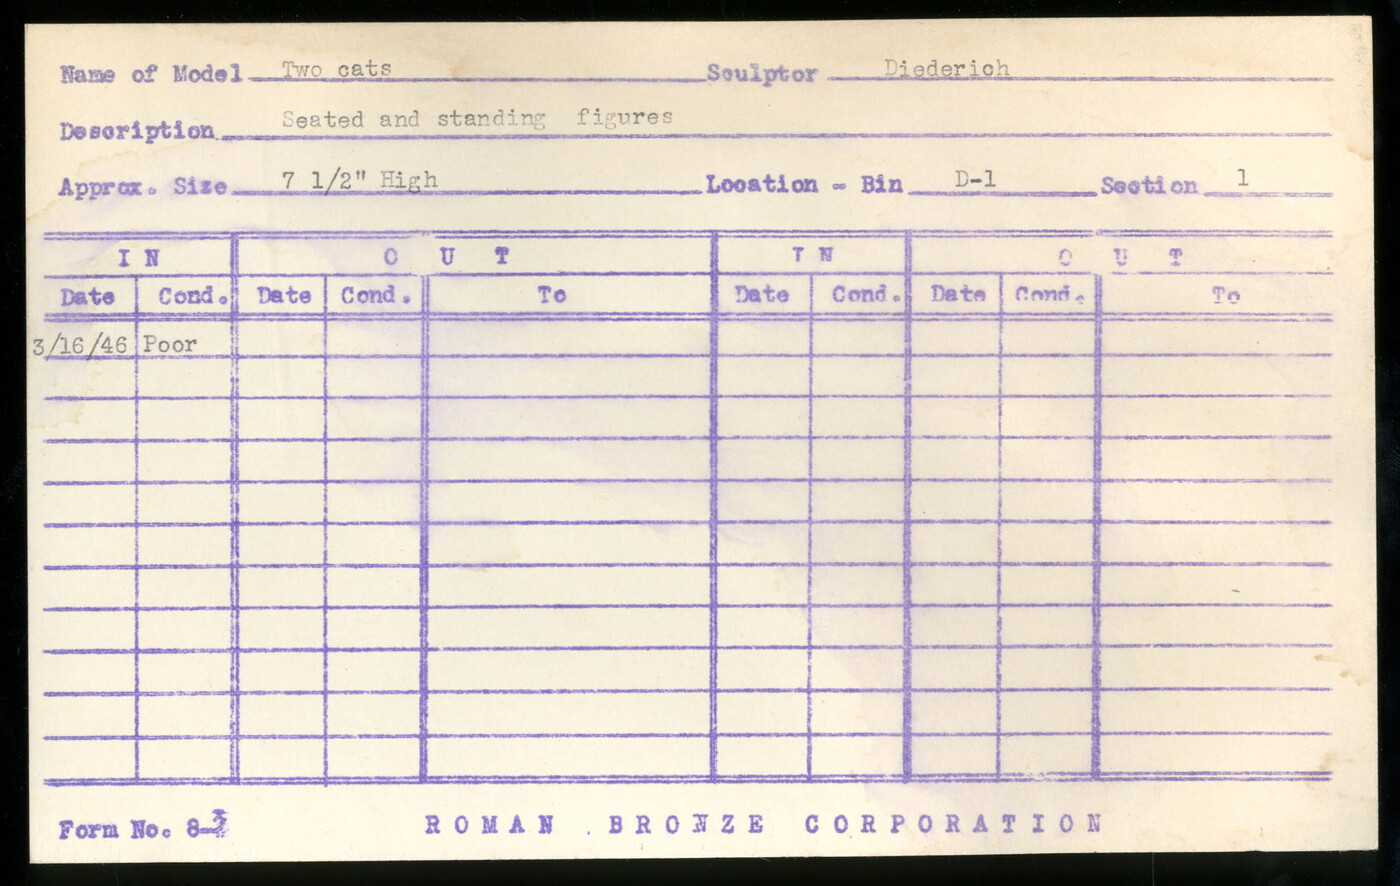 Name of Model Two cats Sculptor Diederich
Description Seated and standing figures
Approx. Size 7 1/2" High Location - Bin D-1 Section 1
IN OUT IN OUT
Date Cond. Date Cond. To Date Cond. Date Cond. To
3/16/46 Poor
Form No. 8-3 ROMAN BRONZE CORPORATION